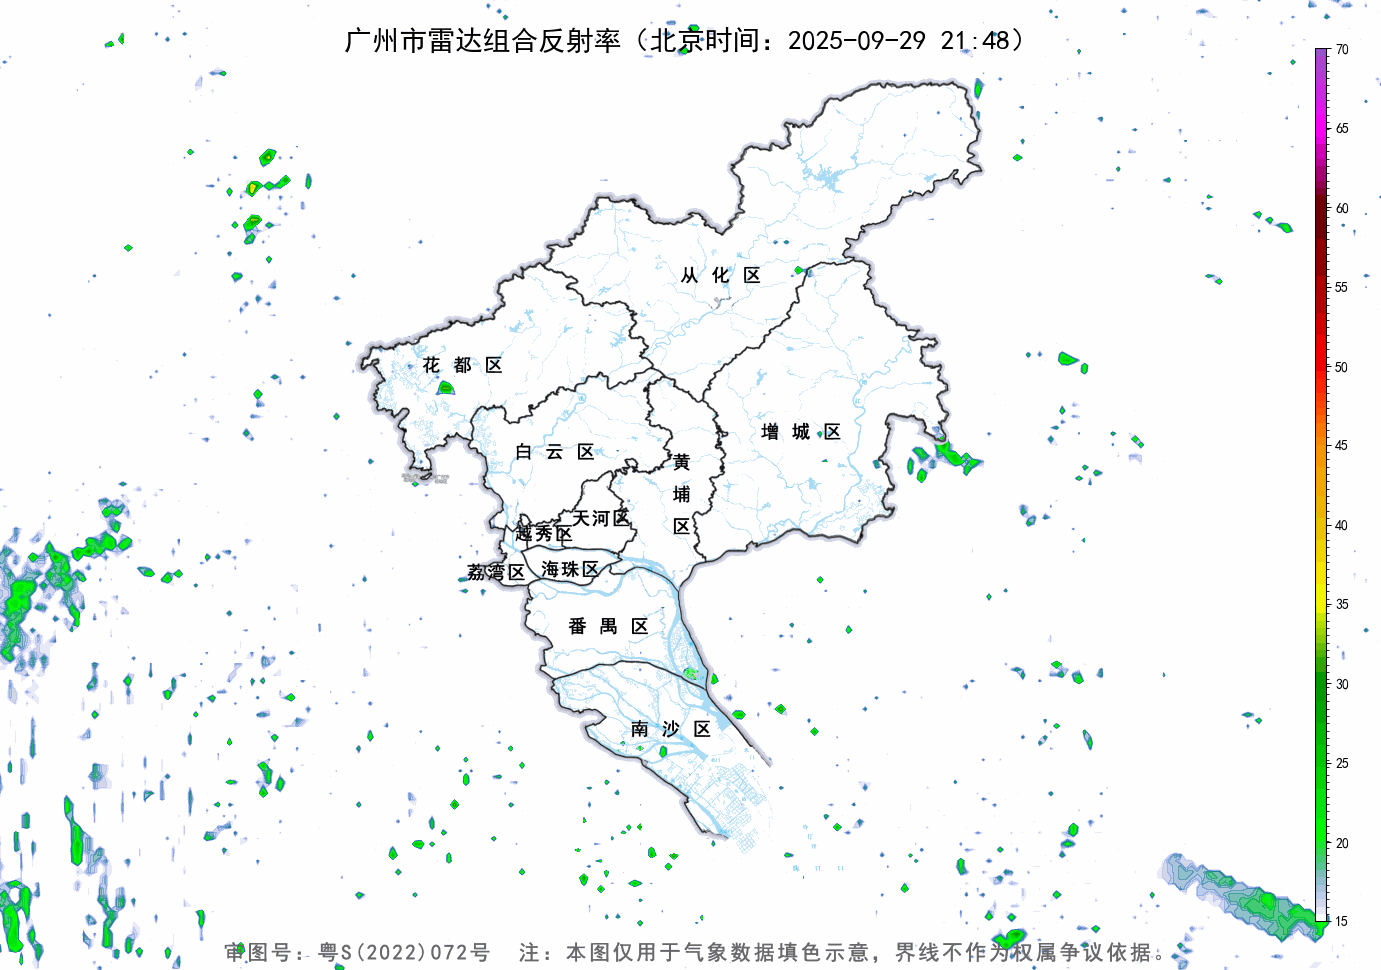 广州市雷达组合反射率（北京时间：2025-09-29 21:48）
70
65
60
55
50
45
40
35
30
25
20
15
从化区
花都区
增城区
白云区
黄埔区
天河区
越秀区
荔湾区
海珠区
番禺区
南沙区
审图号：粤S(2022)072号 注：本图仅用于气象数据填色示意，界线不作为权属争议依据。